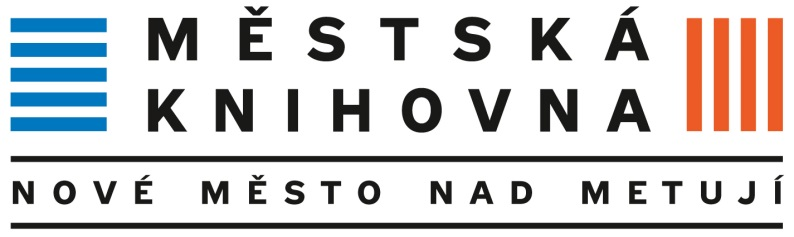 MĚSTSKÁ
KNIHOVNA
NOVÉ MĚSTO NAD METUJÍ